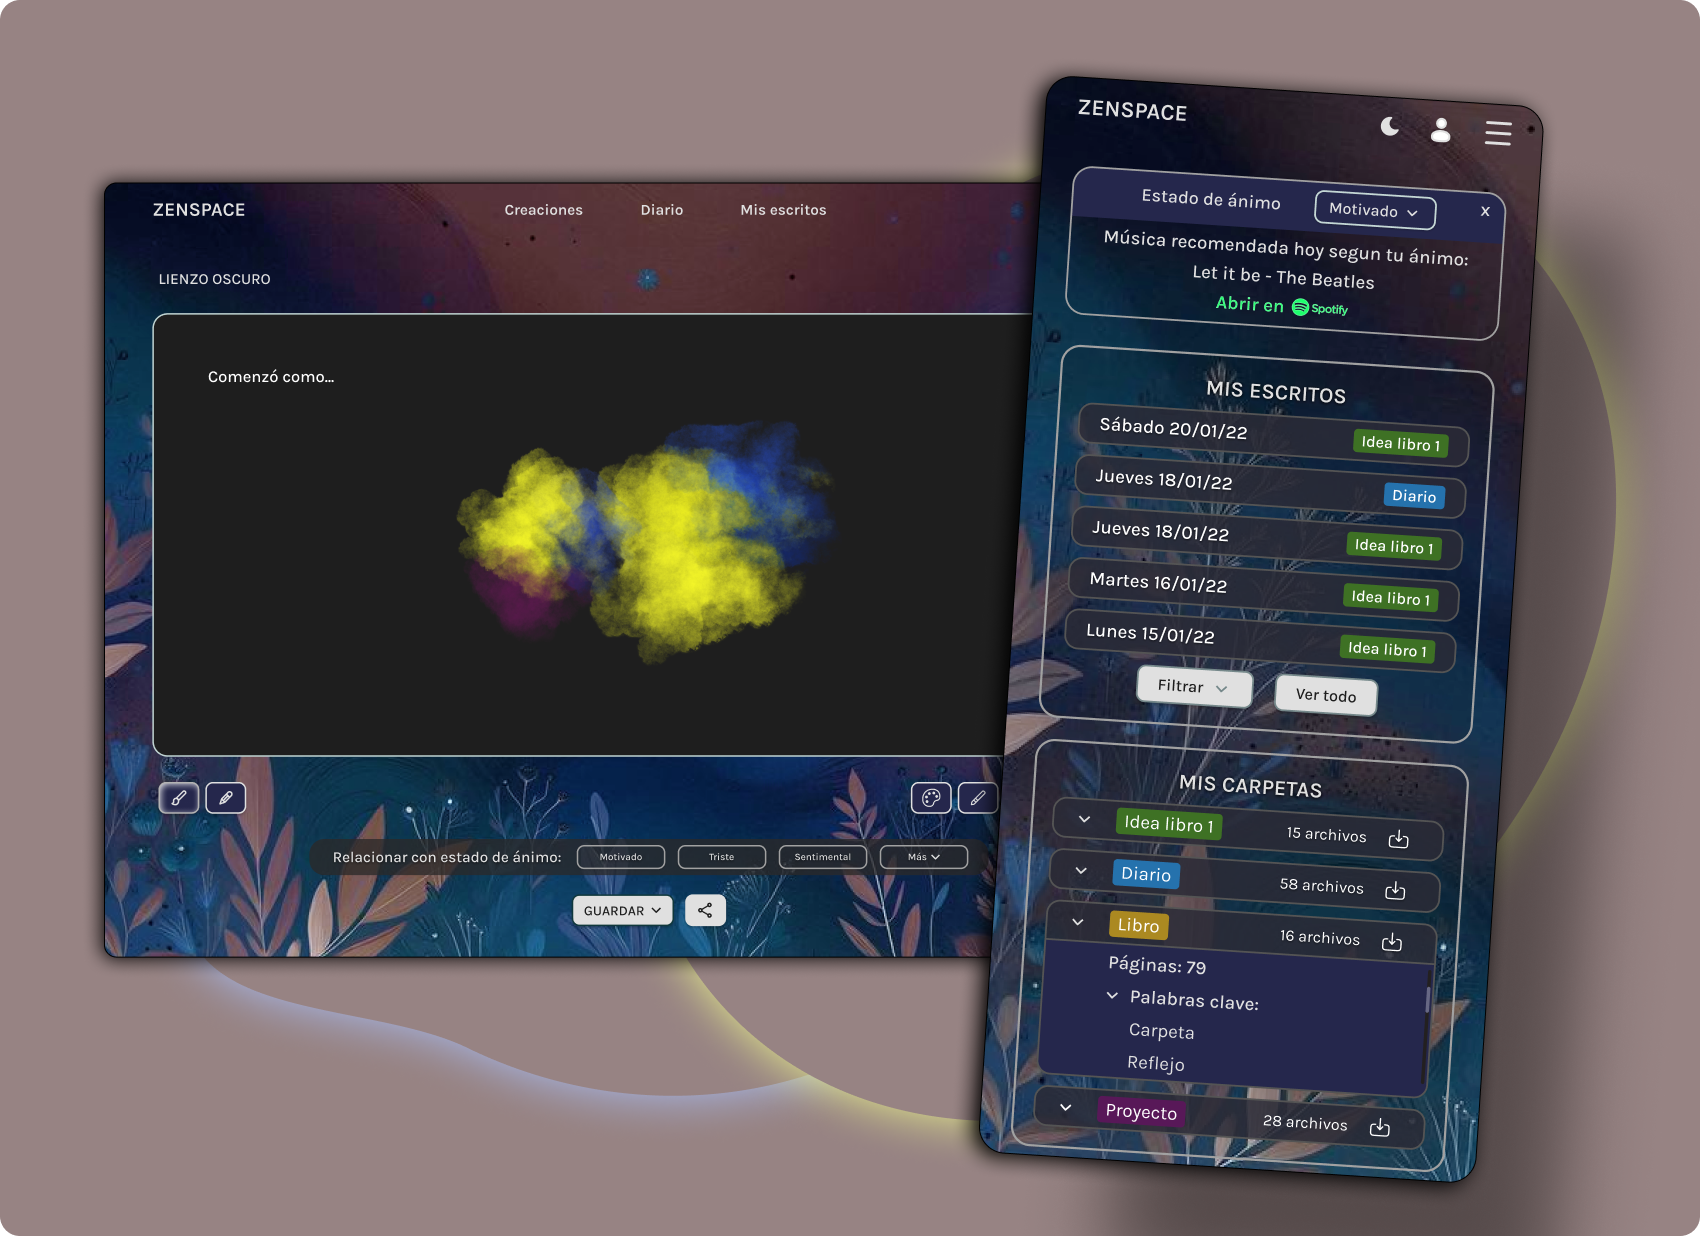 ZENSPACE
Creaciones
Diario
Mis escritos
LIENZO OSCURO
Comenzó como...
Relacionar con estado de ánimo:
Motivado
Triste
Sentimental
Más
GUARDAR
ZENSPACE
Estado de ánimo
Motivado
x
Música recomendada hoy segun tu ánimo:
Let it be - The Beatles
Abrir en Spotify
MIS ESCRITOS
Sábado 20/01/22 Idea libro 1
Jueves 18/01/22 Diario
Jueves 18/01/22 Idea libro 1
Martes 16/01/22 Idea libro 1
Lunes 15/01/22 Idea libro 1
Filtrar
Ver todo
MIS CARPETAS
Idea libro 1 15 archivos
Diario 58 archivos
Libro 16 archivos
Páginas: 79
Palabras clave:
Carpeta
Reflejo
Proyecto 28 archivos